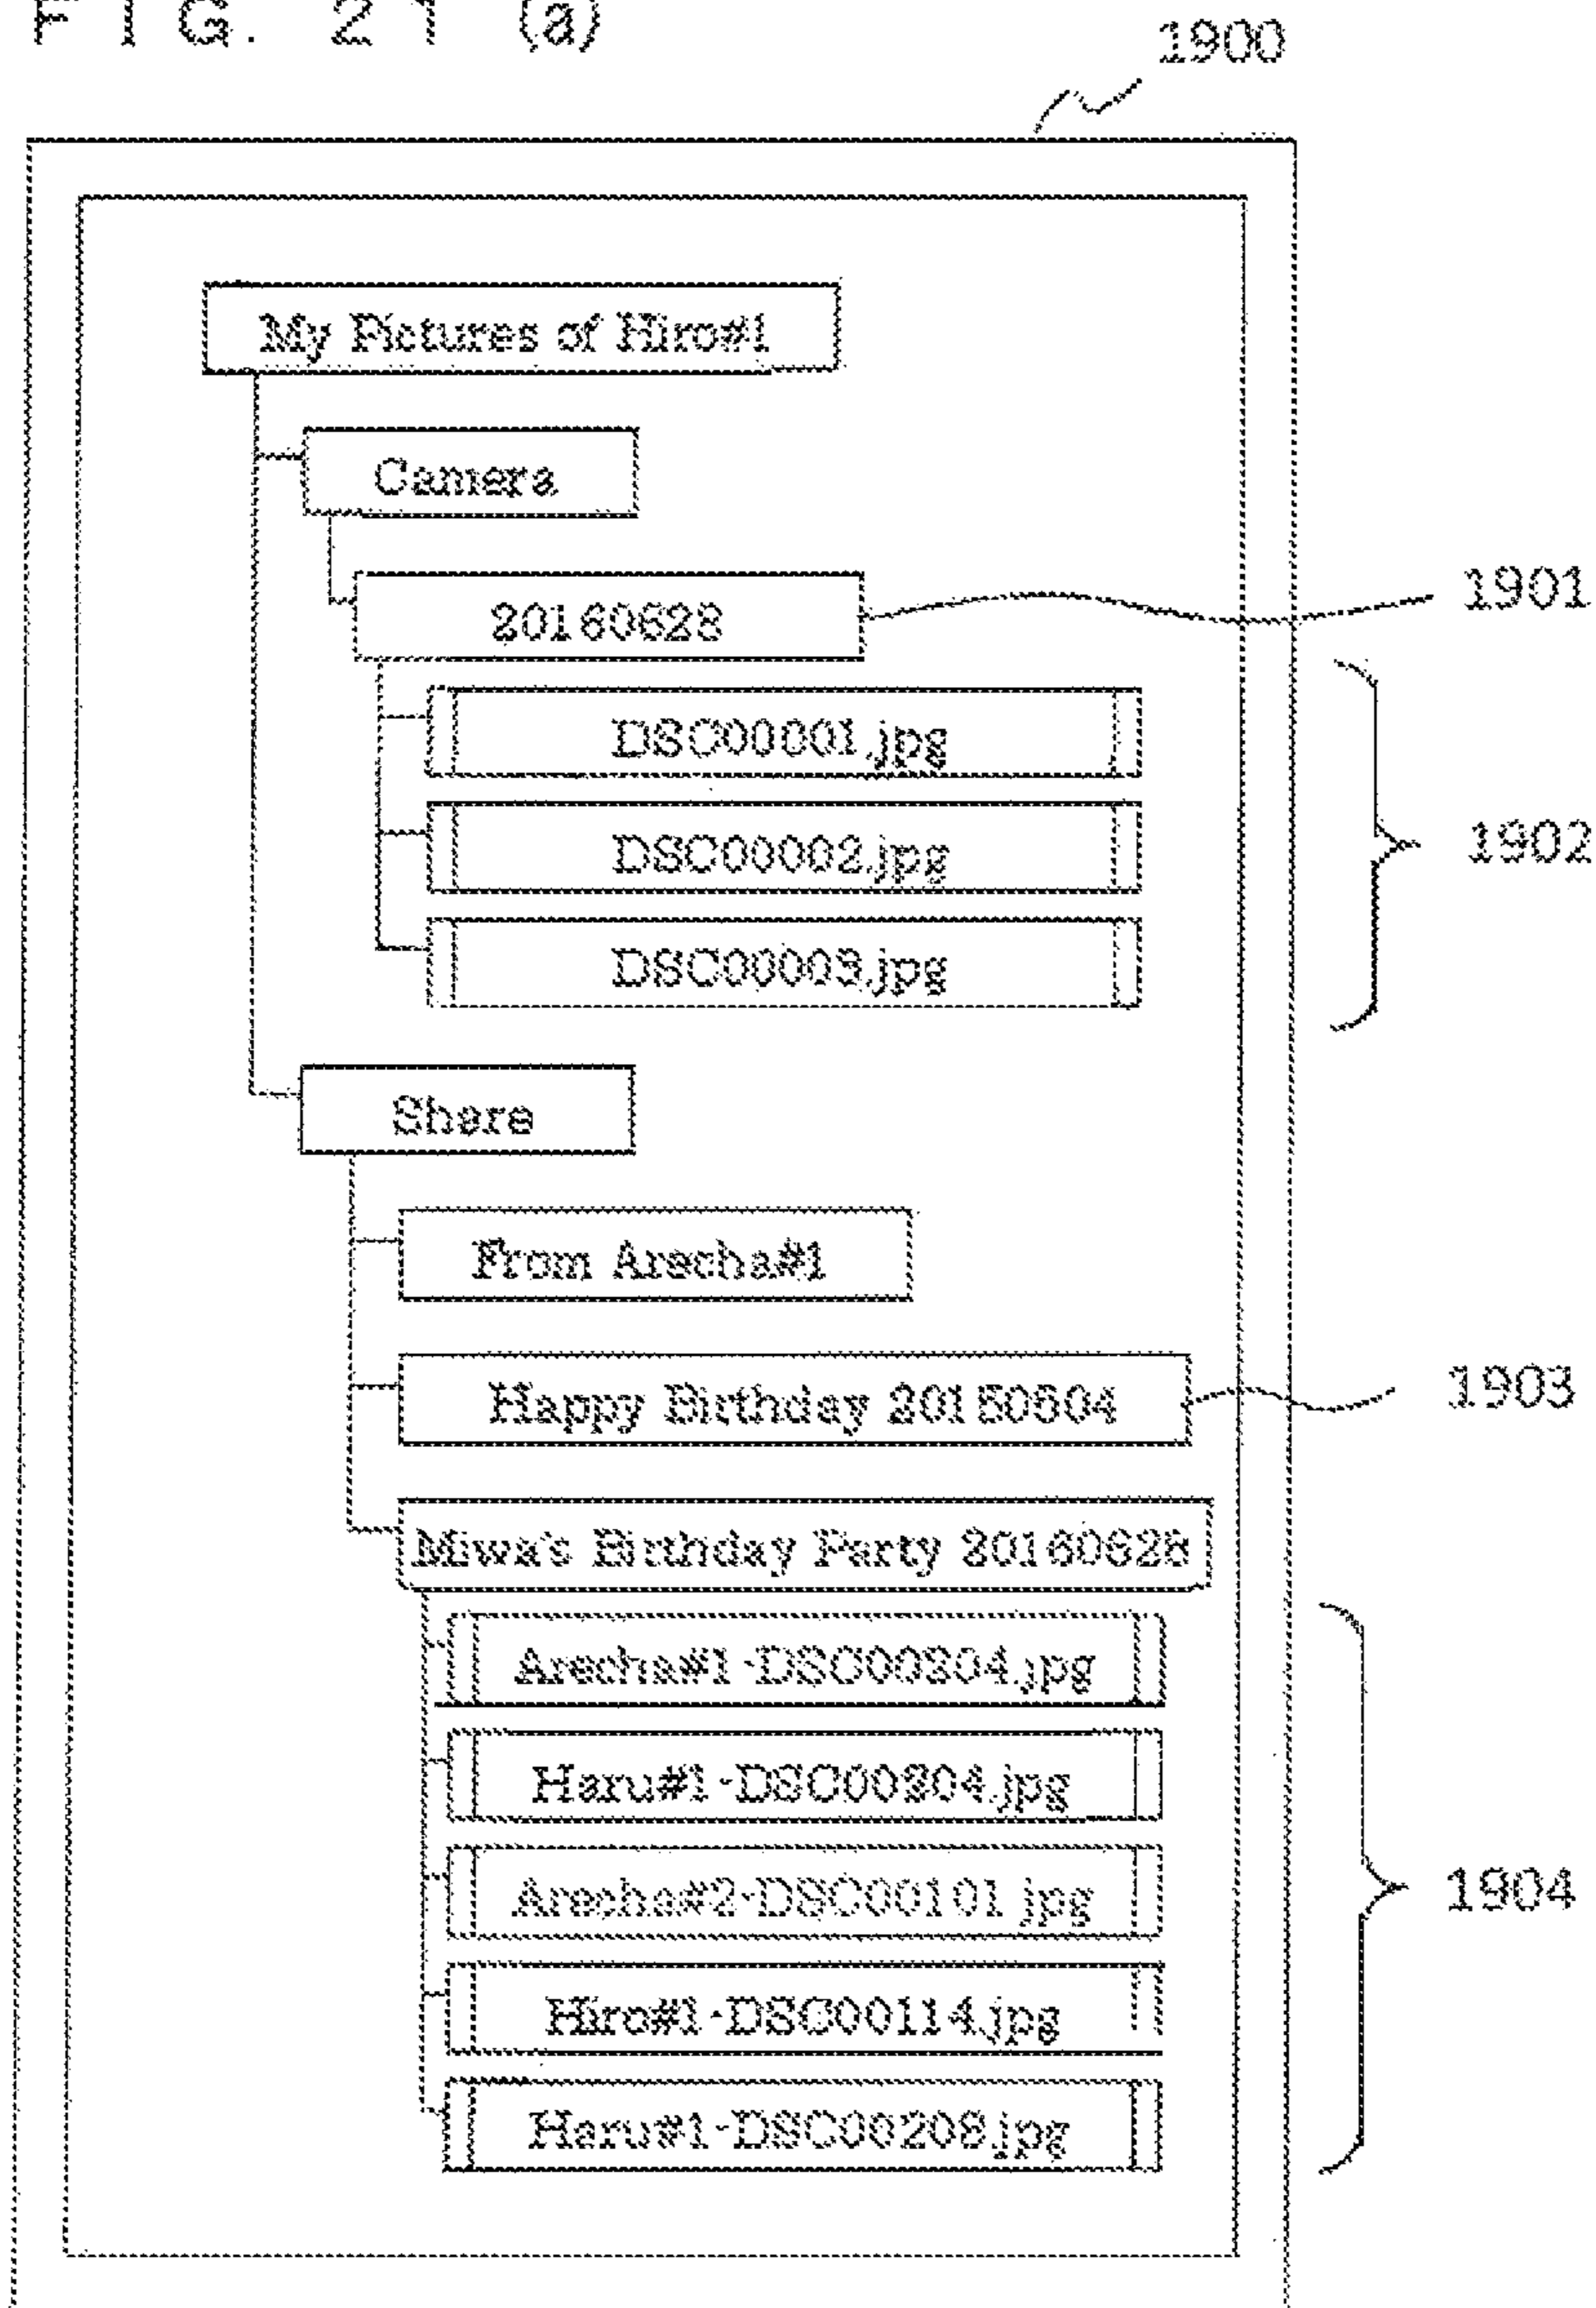 FIG. 21 (a)
1900
My Pictures of Hiro#1
Camera
20160628
1901
DSC00001.jpg
DSC00002.jpg
1902
DSC00003.jpg
Share
From Arecha#1
Happy Birthday
1903
Miwa's Birthday Party 20160628
Arecha#1-DSC00204.jpg
Haru#1-DSC00204.jpg
Arecha#2-DSC00101.jpg
1904
Hiro#1-DSC00114.jpg
Haru#1-DSC00208.jpg